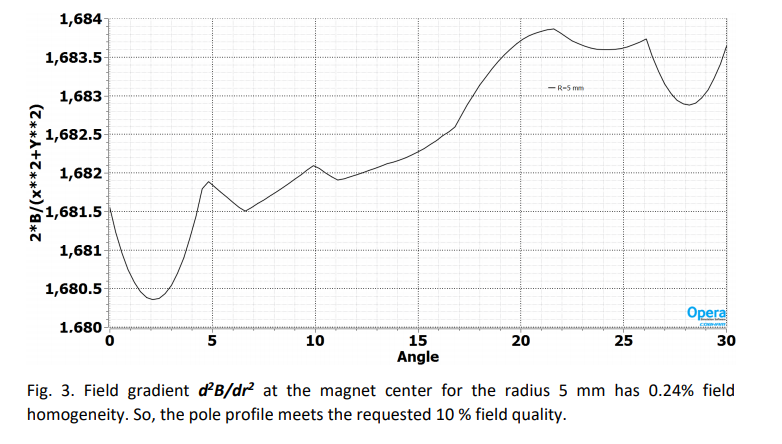 1,684
1,683.5
1,683
1,682.5
1,682
1,681.5
1,681
1,680.5
1.680
2*B/(x**2+Y**2)
R=5 mm
Opera
0 5 10 15 20 25 30
Angle
Fig. 3. Field gradient d²B/dr² at the magnet center for the radius 5 mm has 0.24% field
homogeneity. So, the pole profile meets the requested 10 % field quality.